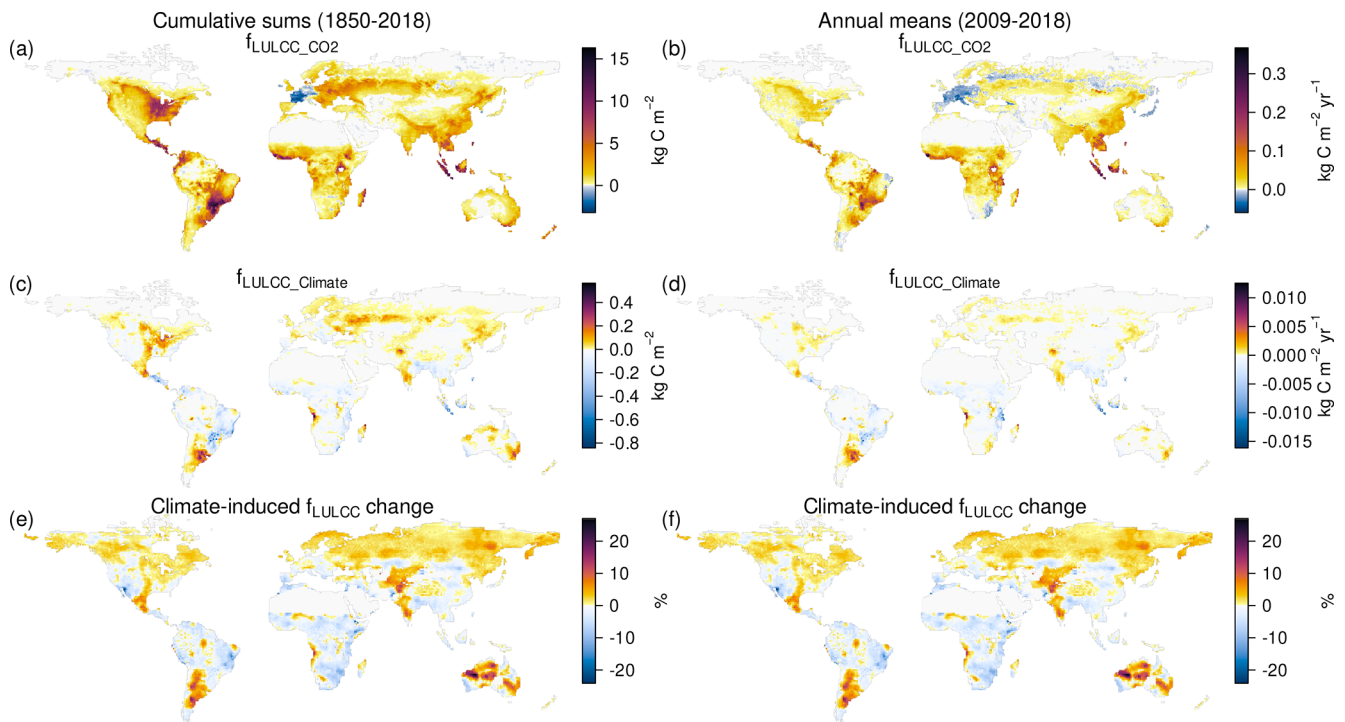 Cumulative sums (1850-2018)
Annual means (2009-2018)
(a)
fLULCC_CO2
15
10
5
0
kg C m−2
(b)
fLULCC_CO2
0.3
0.2
0.1
0.0
kg C m−2 yr−1
(c)
fLULCC_Climate
0.4
0.2
0.0
-0.2
-0.4
-0.6
-0.8
kg C m−2
(d)
fLULCC_Climate
0.010
0.005
0.000
-0.005
-0.010
-0.015
kg C m−2 yr−1
(e)
Climate-induced fLULCC change
20
10
0
-10
-20
%
(f)
Climate-induced fLULCC change
20
10
0
-10
-20
%